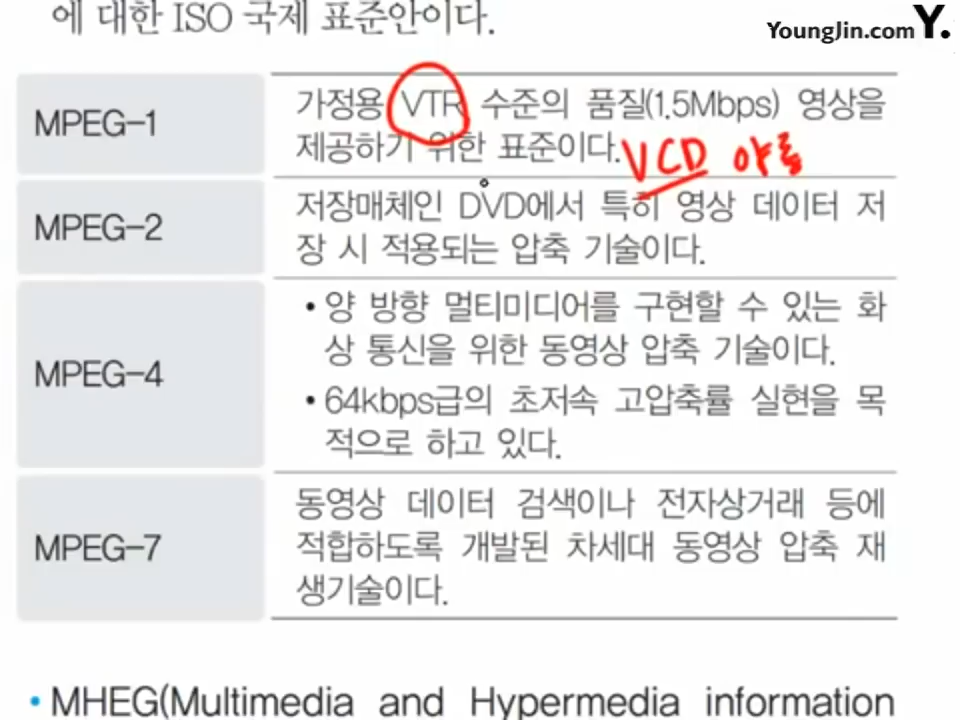 에 대한 ISO 국제 표준안이다.
YoungJin.com Y.
MPEG-1
가정용 VTR 수준의 품질(1.5Mbps) 영상을
제공하기 위한 표준이다.
VCD
MPEG-2
저장매체인 DVD에서 특히 영상 데이터 저
장 시 적용되는 압축 기술이다.
MPEG-4
• 양 방향 멀티미디어를 구현할 수 있는 화
상 통신을 위한 동영상 압축 기술이다.
• 64kbps급의 초저속 고압축률 실현을 목
적으로 하고 있다.
MPEG-7
동영상 데이터 검색이나 전자상거래 등에
적합하도록 개발된 차세대 동영상 압축 재
생기술이다.
• MHEG(Multimedia and Hypermedia information